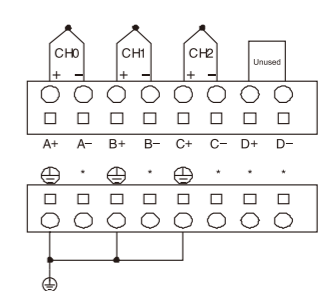 CH0 CH1 CH2 Unused
+ − + − + −
A+ A− B+ B− C+ C− D+ D−
* * * * *